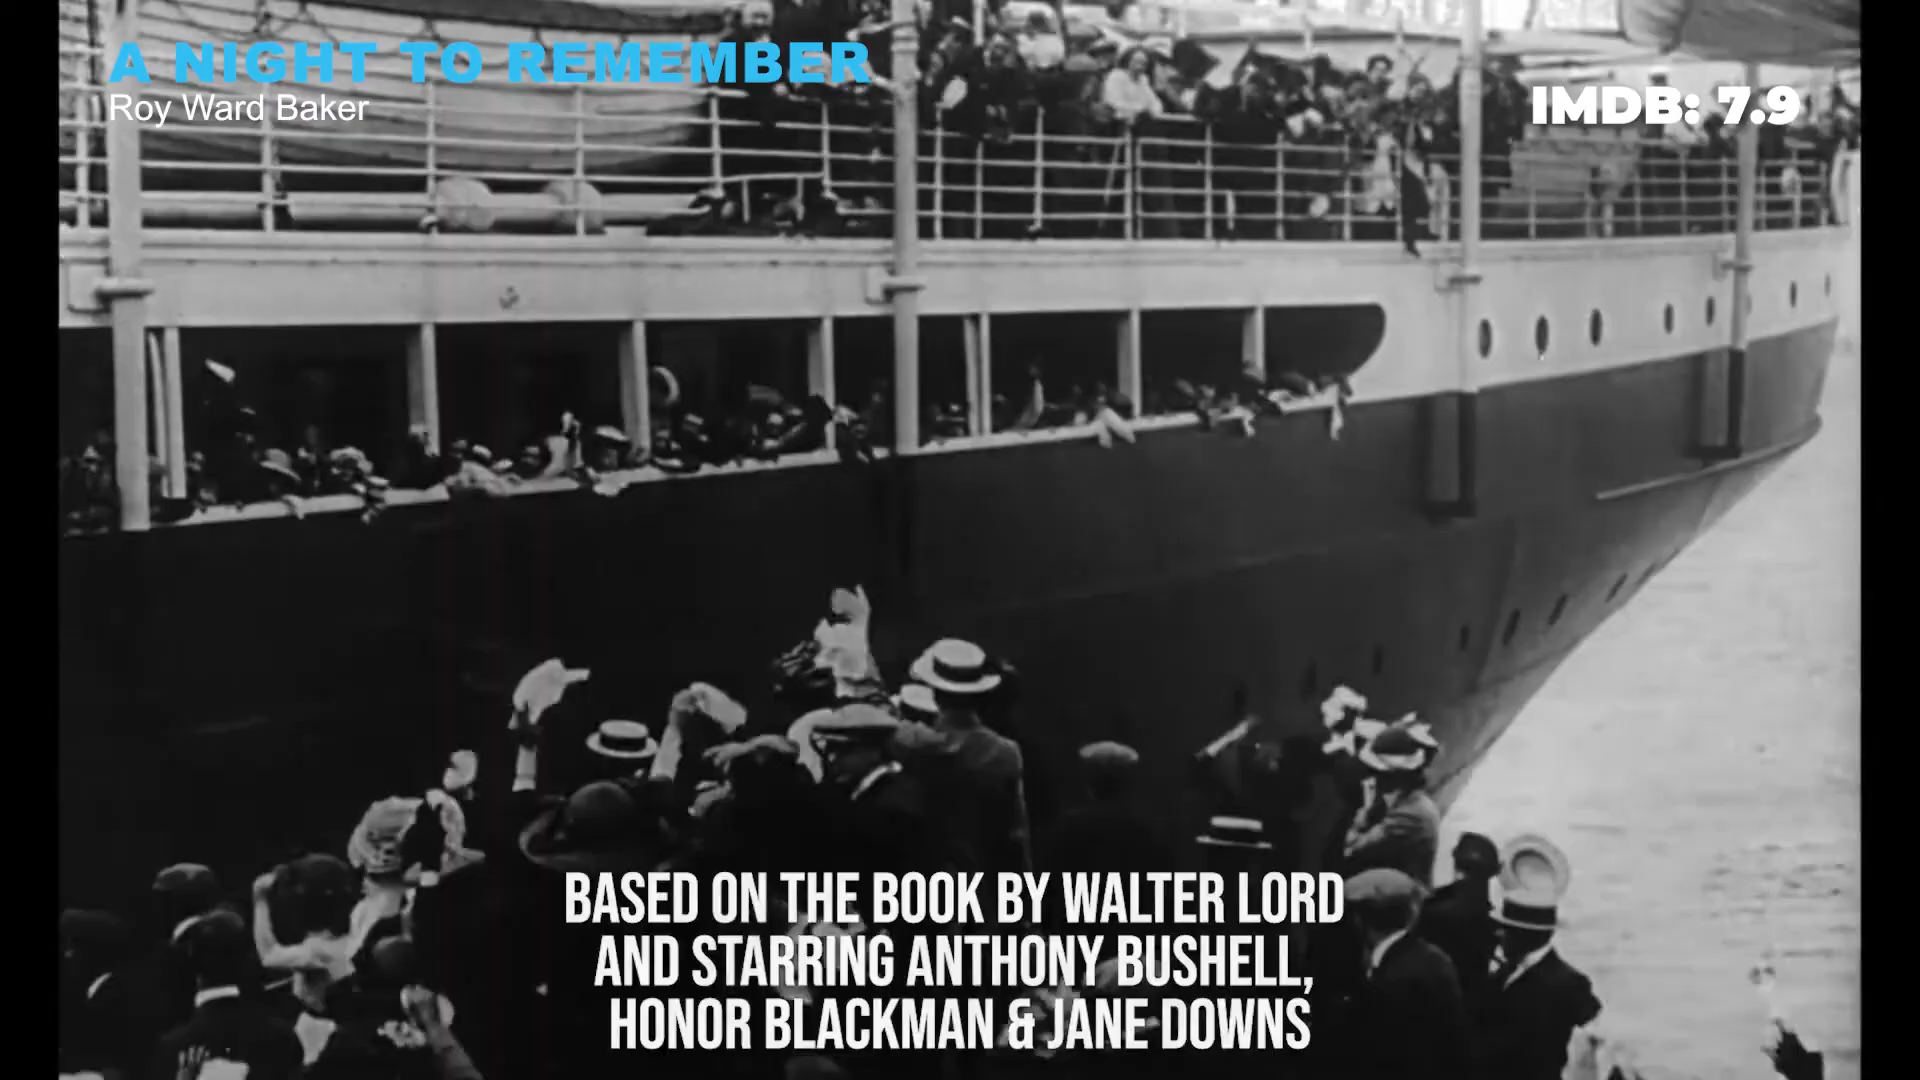 A NIGHT TO REMEMBER
Roy Ward Baker
IMDB: 7.9
BASED ON THE BOOK BY WALTER LORD
AND STARRING ANTHONY BUSHELL,
HONOR BLACKMAN & JANE DOWNS